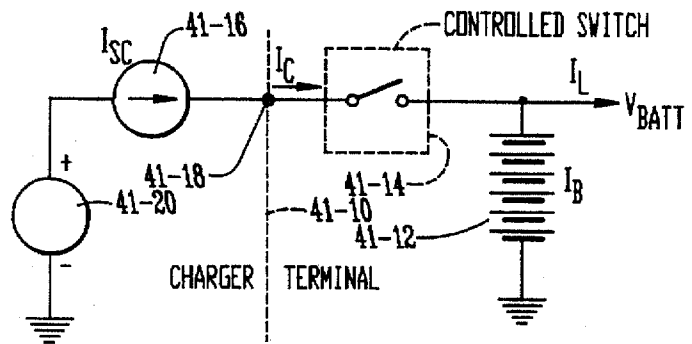 41-16
CONTROLLED SWITCH
I_SC
I_C
I_L
V_BATT
+
41-18
41-20
41-14
41-10
I_B
41-12
-
CHARGER TERMINAL